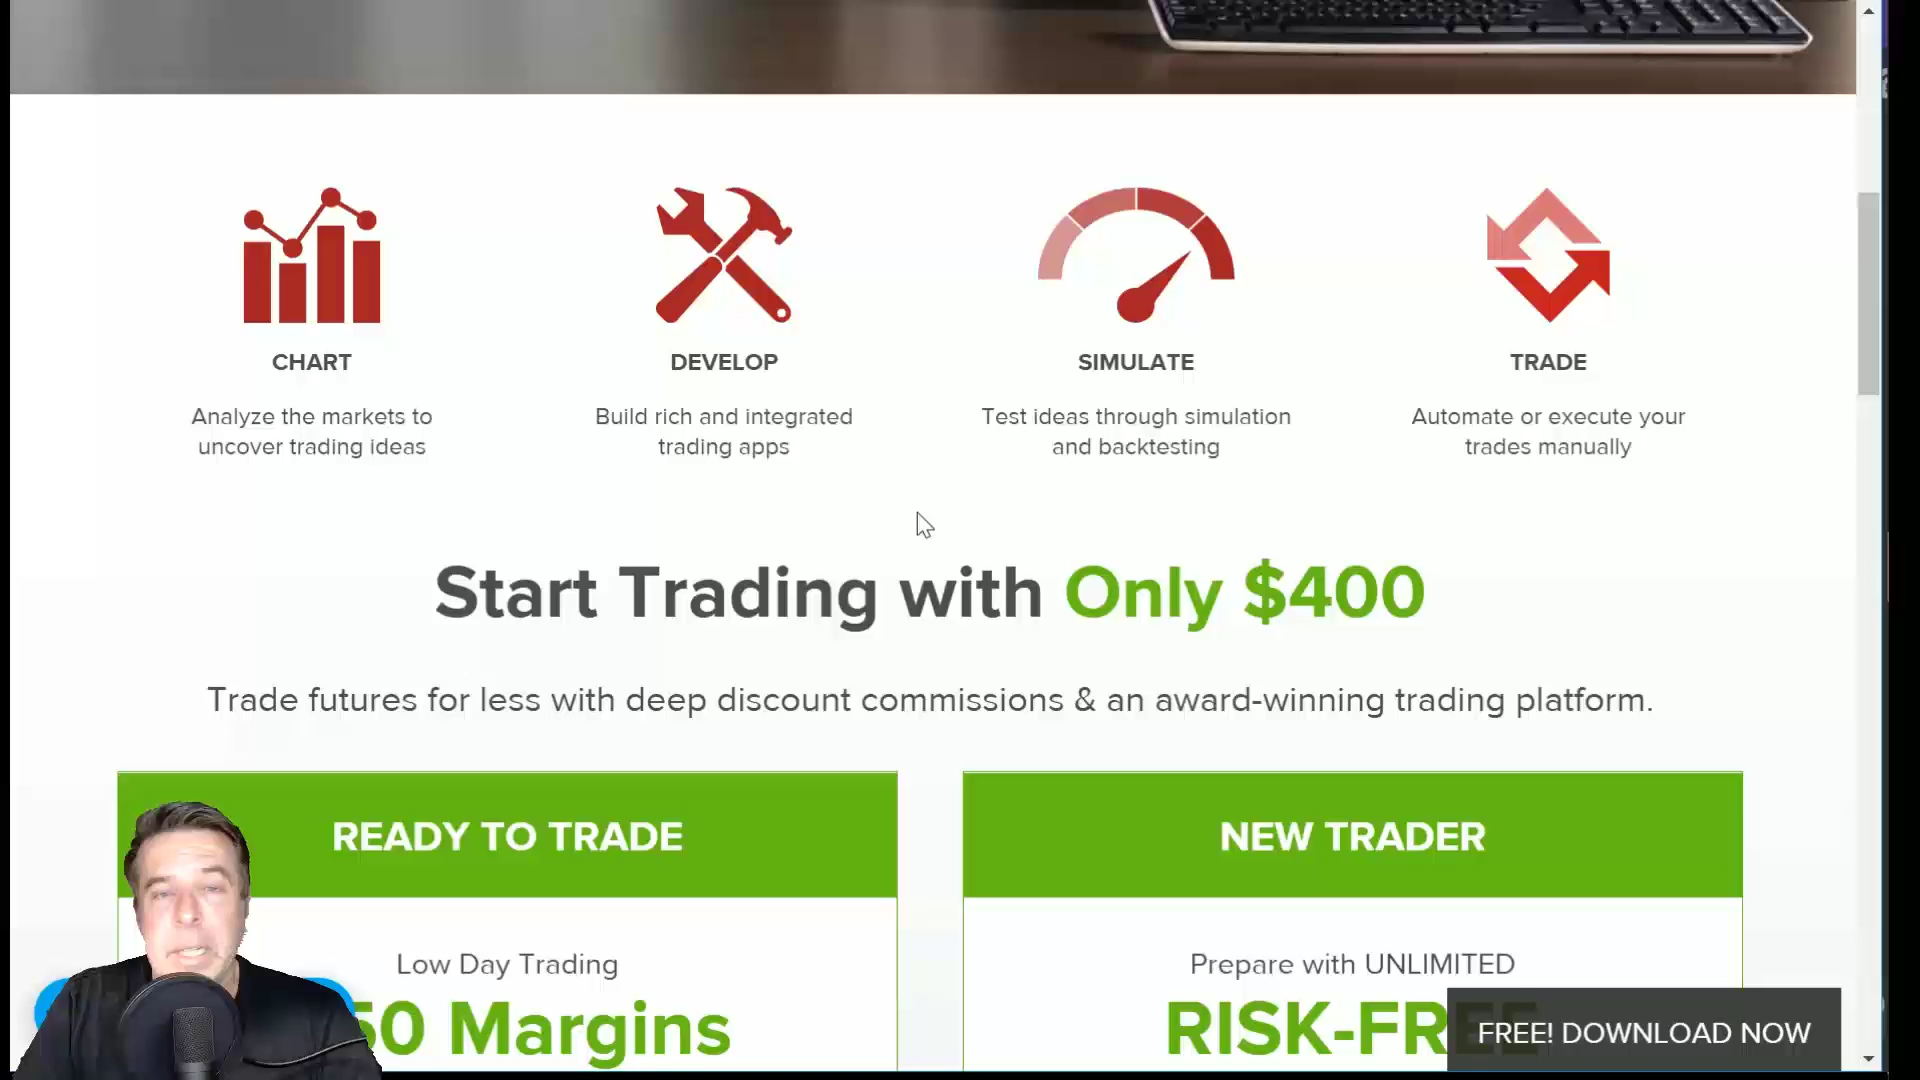 CHART
Analyze the markets to
uncover trading ideas
DEVELOP
Build rich and integrated
trading apps
SIMULATE
Test ideas through simulation
and backtesting
TRADE
Automate or execute your
trades manually
Start Trading with Only $400
Trade futures for less with deep discount commissions & an award-winning trading platform.
READY TO TRADE
Low Day Trading
50 Margins
NEW TRADER
Prepare with UNLIMITED
RISK-FREE
FREE! DOWNLOAD NOW